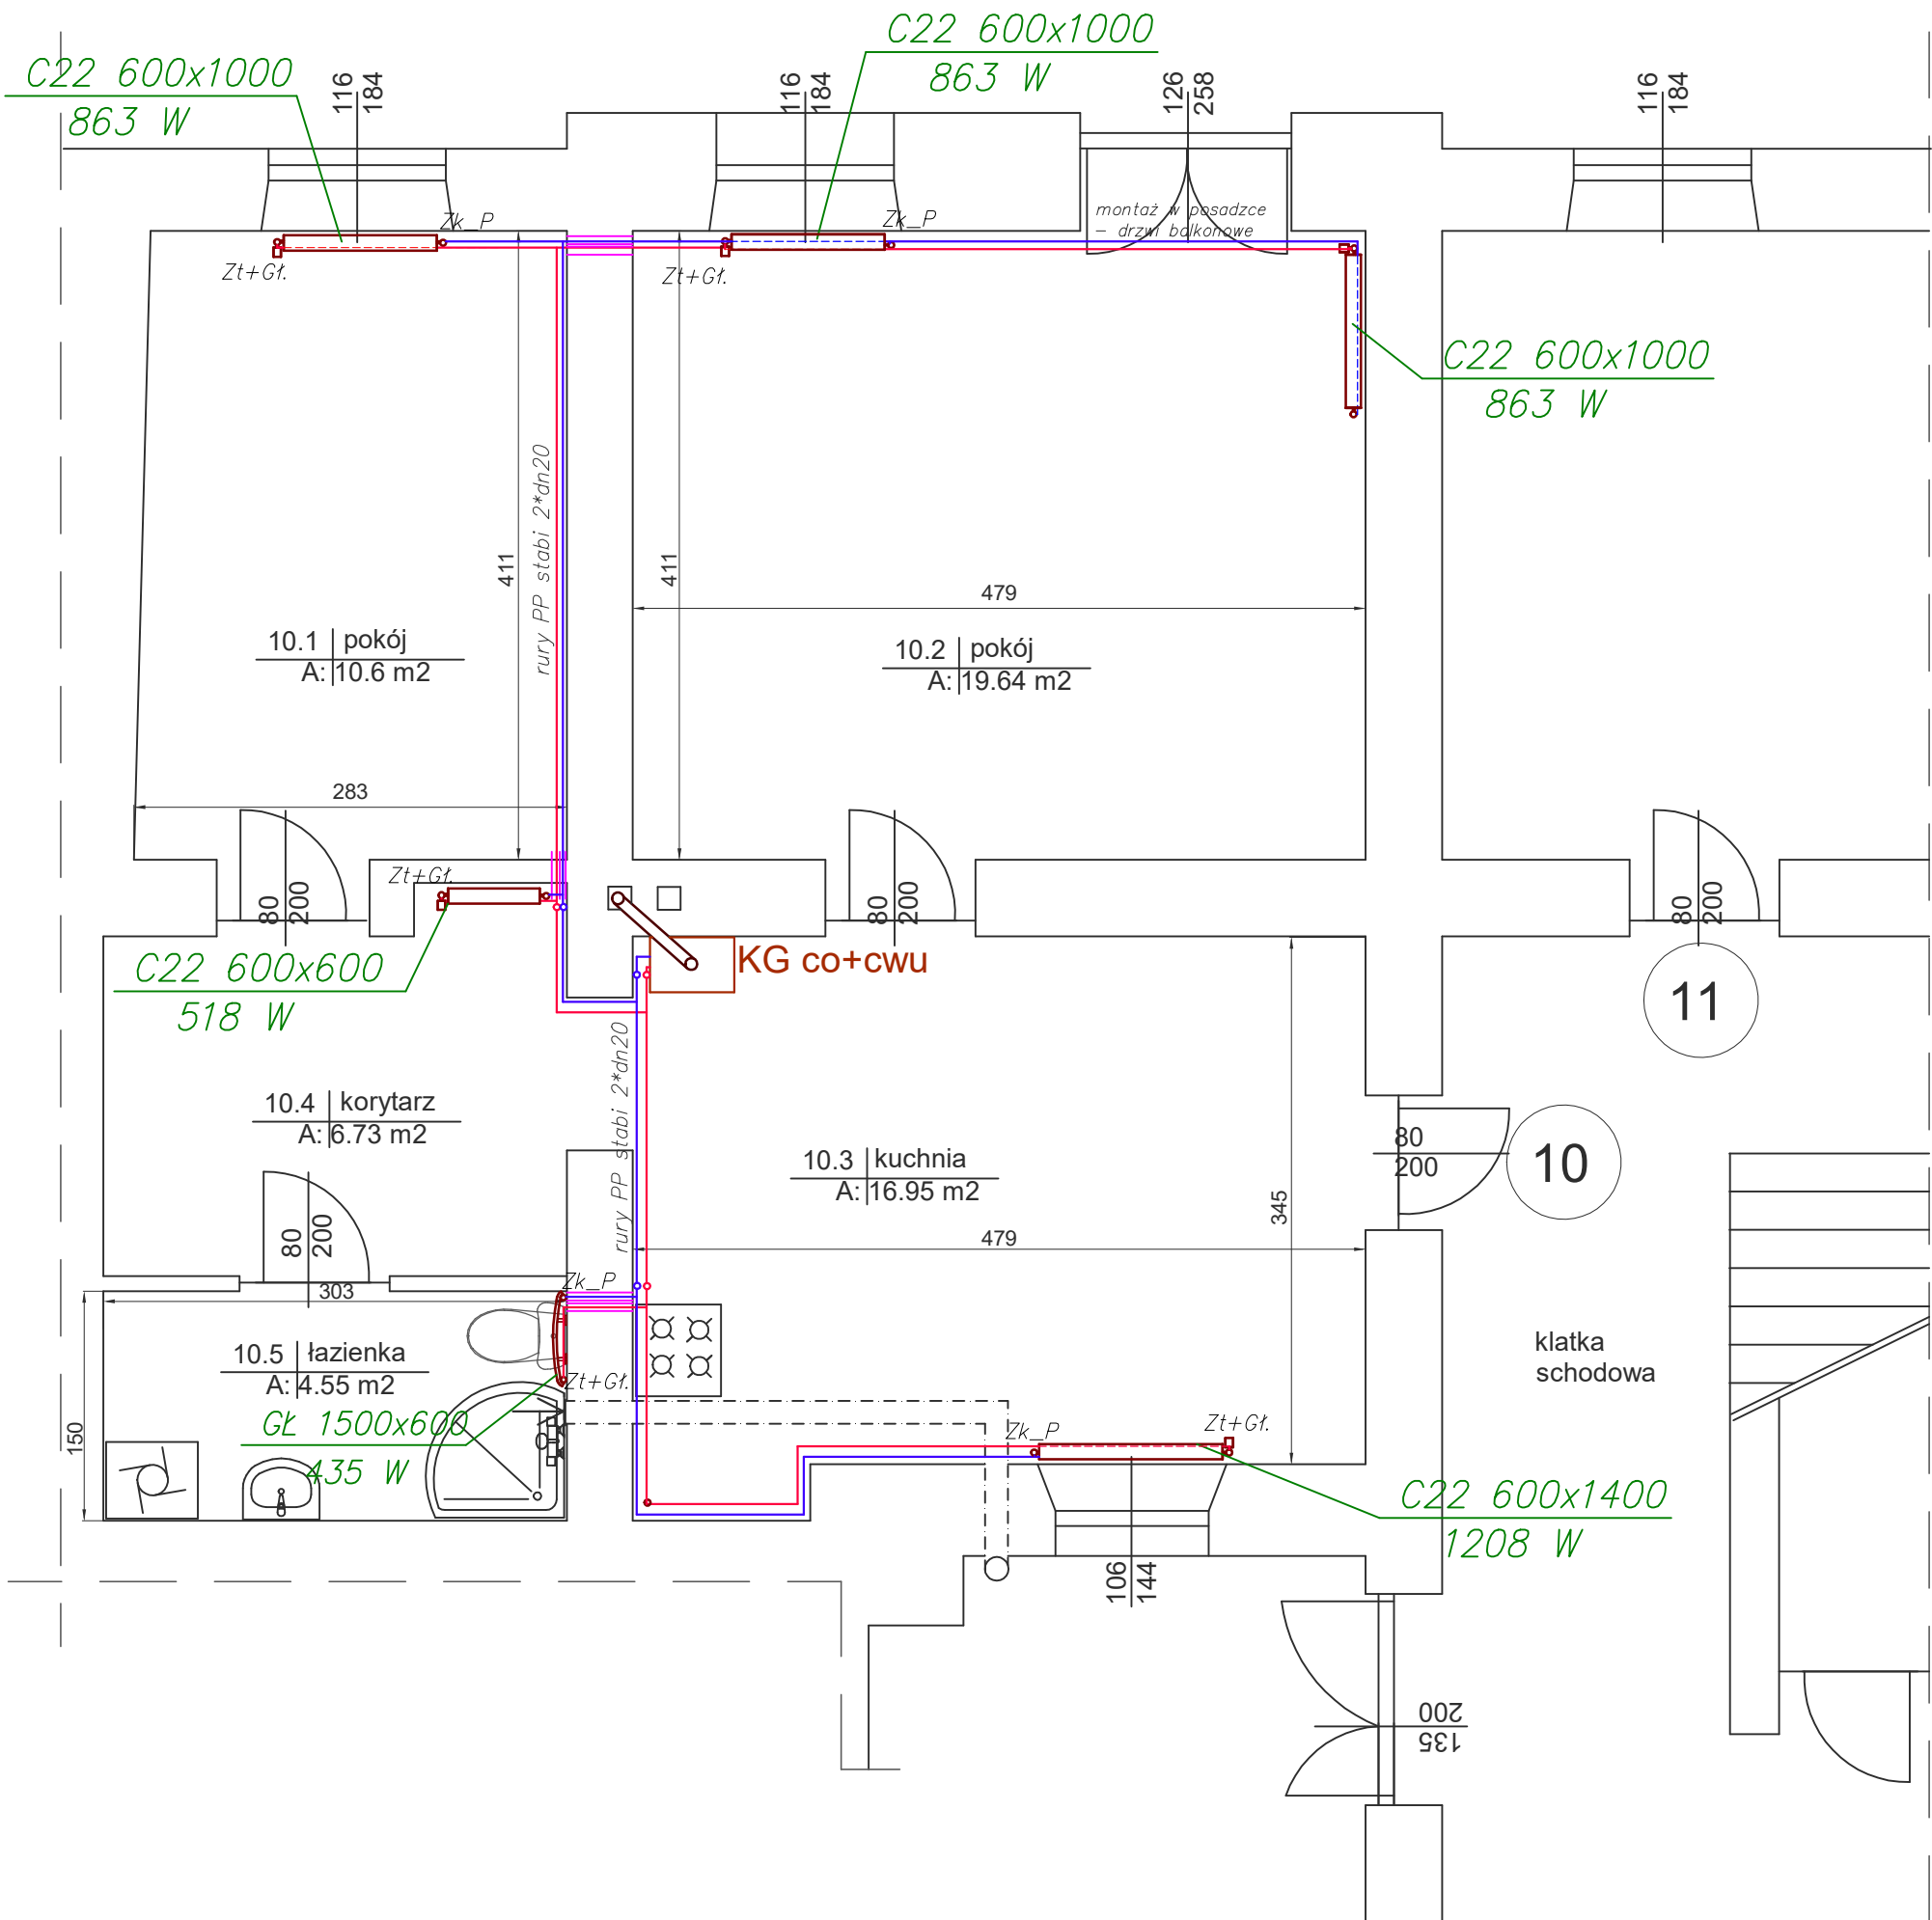 C22 600x1000
863 W
116
184
C22 600x1000
863 W
116
184
126
258
116
184
Zk_P
Zt+Gł.
Zk_P
Zt+Gł.
montaż w posadzce
– drzwi balkonowe
C22 600x1000
863 W
rury PP stabi 2*dn20
411
411
479
10.1 pokój
A: 10.6 m2
10.2 pokój
A: 19.64 m2
283
80
200
Zt+Gł.
80
200
80
200
C22 600x600
518 W
KG co+cwu
11
rury PP stabi 2*dn20
10.4 korytarz
A: 6.73 m2
10.3 kuchnia
A: 16.95 m2
80
200
10
345
479
80
200
303
Zk_P
10.5 łazienka
A: 4.55 m2
Zt+Gł.
150
GŁ 1500x600
435 W
klatka
schodowa
Zk_P
Zt+Gł.
C22 600x1400
1208 W
106
144
135
200